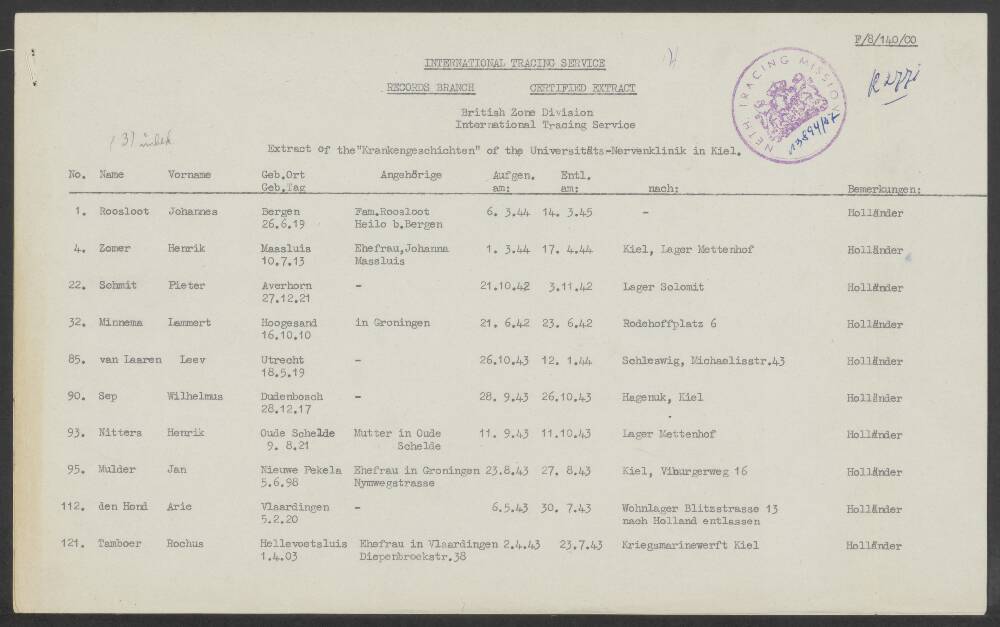 F/8/140/00
INTERNATIONAL TRACING SERVICE
RECORDS BRANCH CERTIFIED EXTRACT
British Zone Division
International Tracing Service
NETH TRACING MISSION
13894/47
(3) index
Extract of the "Krankengeschichten" of the Universitäts-Nervenklinik in Kiel.
No. Name Vorname Geb.Ort Angehörige Aufgen. Entl.
Geb.Tag am: am: nach: Bemerkungen:
1. Roosloot Johannes Bergen Fam.Roosloot 6. 3.44 14. 3.45 - Holländer
26.6.19 Heilo b.Bergen
4. Zomer Henrik Maasluis Ehefrau,Johanna 1. 3.44 17. 4.44 Kiel, Lager Mettenhof Holländer
10.7.13 Massluis
22. Schmit Pieter Averhorn - 21.10.42 3.11.42 Lager Solomit Holländer
27.12.21
32. Minnema Lammert Hoogesand in Groningen 21. 6.42 23. 6.42 Rodehoffplatz 6 Holländer
16.10.10
85. van Laaren Leev Utrecht - 26.10.43 12. 1.44 Schleswig, Michaelisstr.43 Holländer
18.5.19
90. Sep Wilhelmus Dudenbosch - 28. 9.43 26.10.43 Hagenuk, Kiel Holländer
28.12.17
93. Nitters Henrik Oude Schelde Mutter in Oude 11. 9.43 11.10.43 Lager Mettenhof Holländer
9. 8.21 Schelde
95. Mulder Jan Nieuwe Pekela Ehefrau in Groningen 23.8.43 27. 8.43 Kiel, Viburgerweg 16 Holländer
5.6.98 Nymwegstrasse
112. den Hond Arie Vlaardingen - 6.5.43 30. 7.43 Wohnlager Blitzstrasse 13 Holländer
5.2.20 nach Holland entlassen
121. Tamboer Rochus Hellevoetsluis Ehefrau in Vlaardingen 2.4.43 23.7.43 Kriegsmarinewerft Kiel Holländer
1.4.03 Diepenbrockstr.38